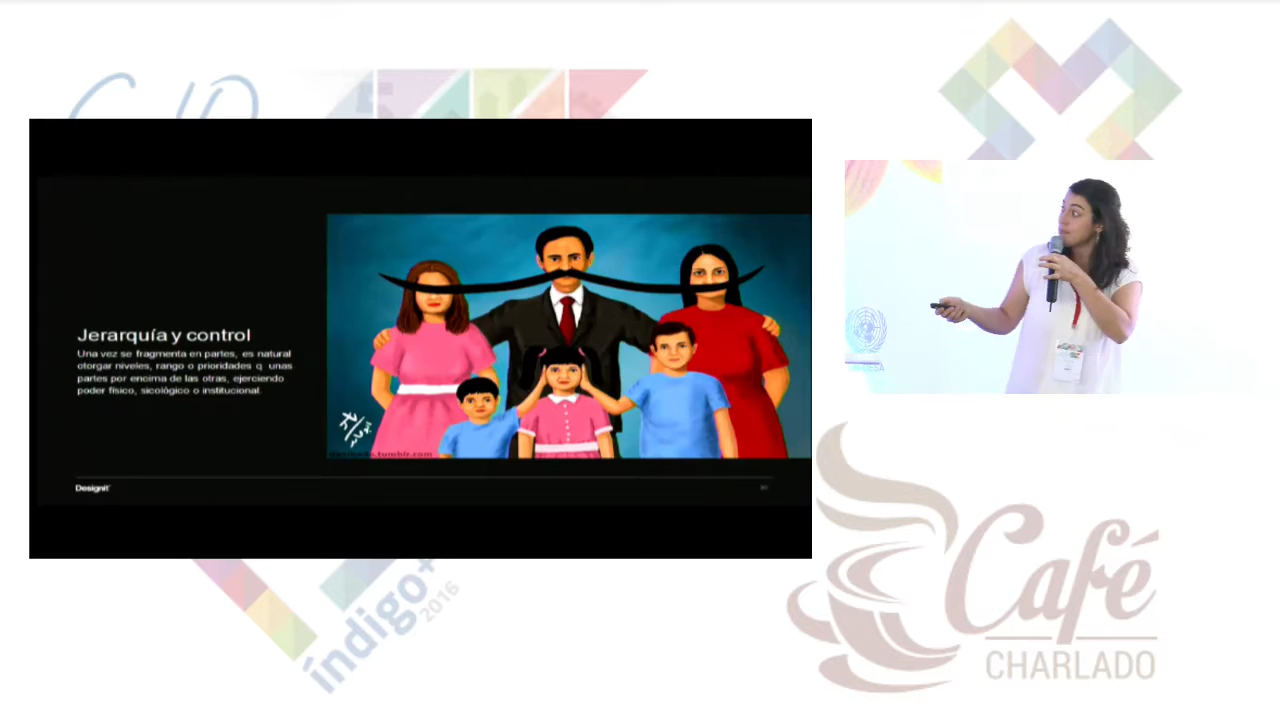 Jerarquía y control
Una vez se fragmenta en partes, es natural
otorgar niveles, rango o prioridades q unas
partes por encima de las otras, ejerciendo
poder físico, sicológico o institucional.
Designit
índigo+
2016
Café
CHARLADO